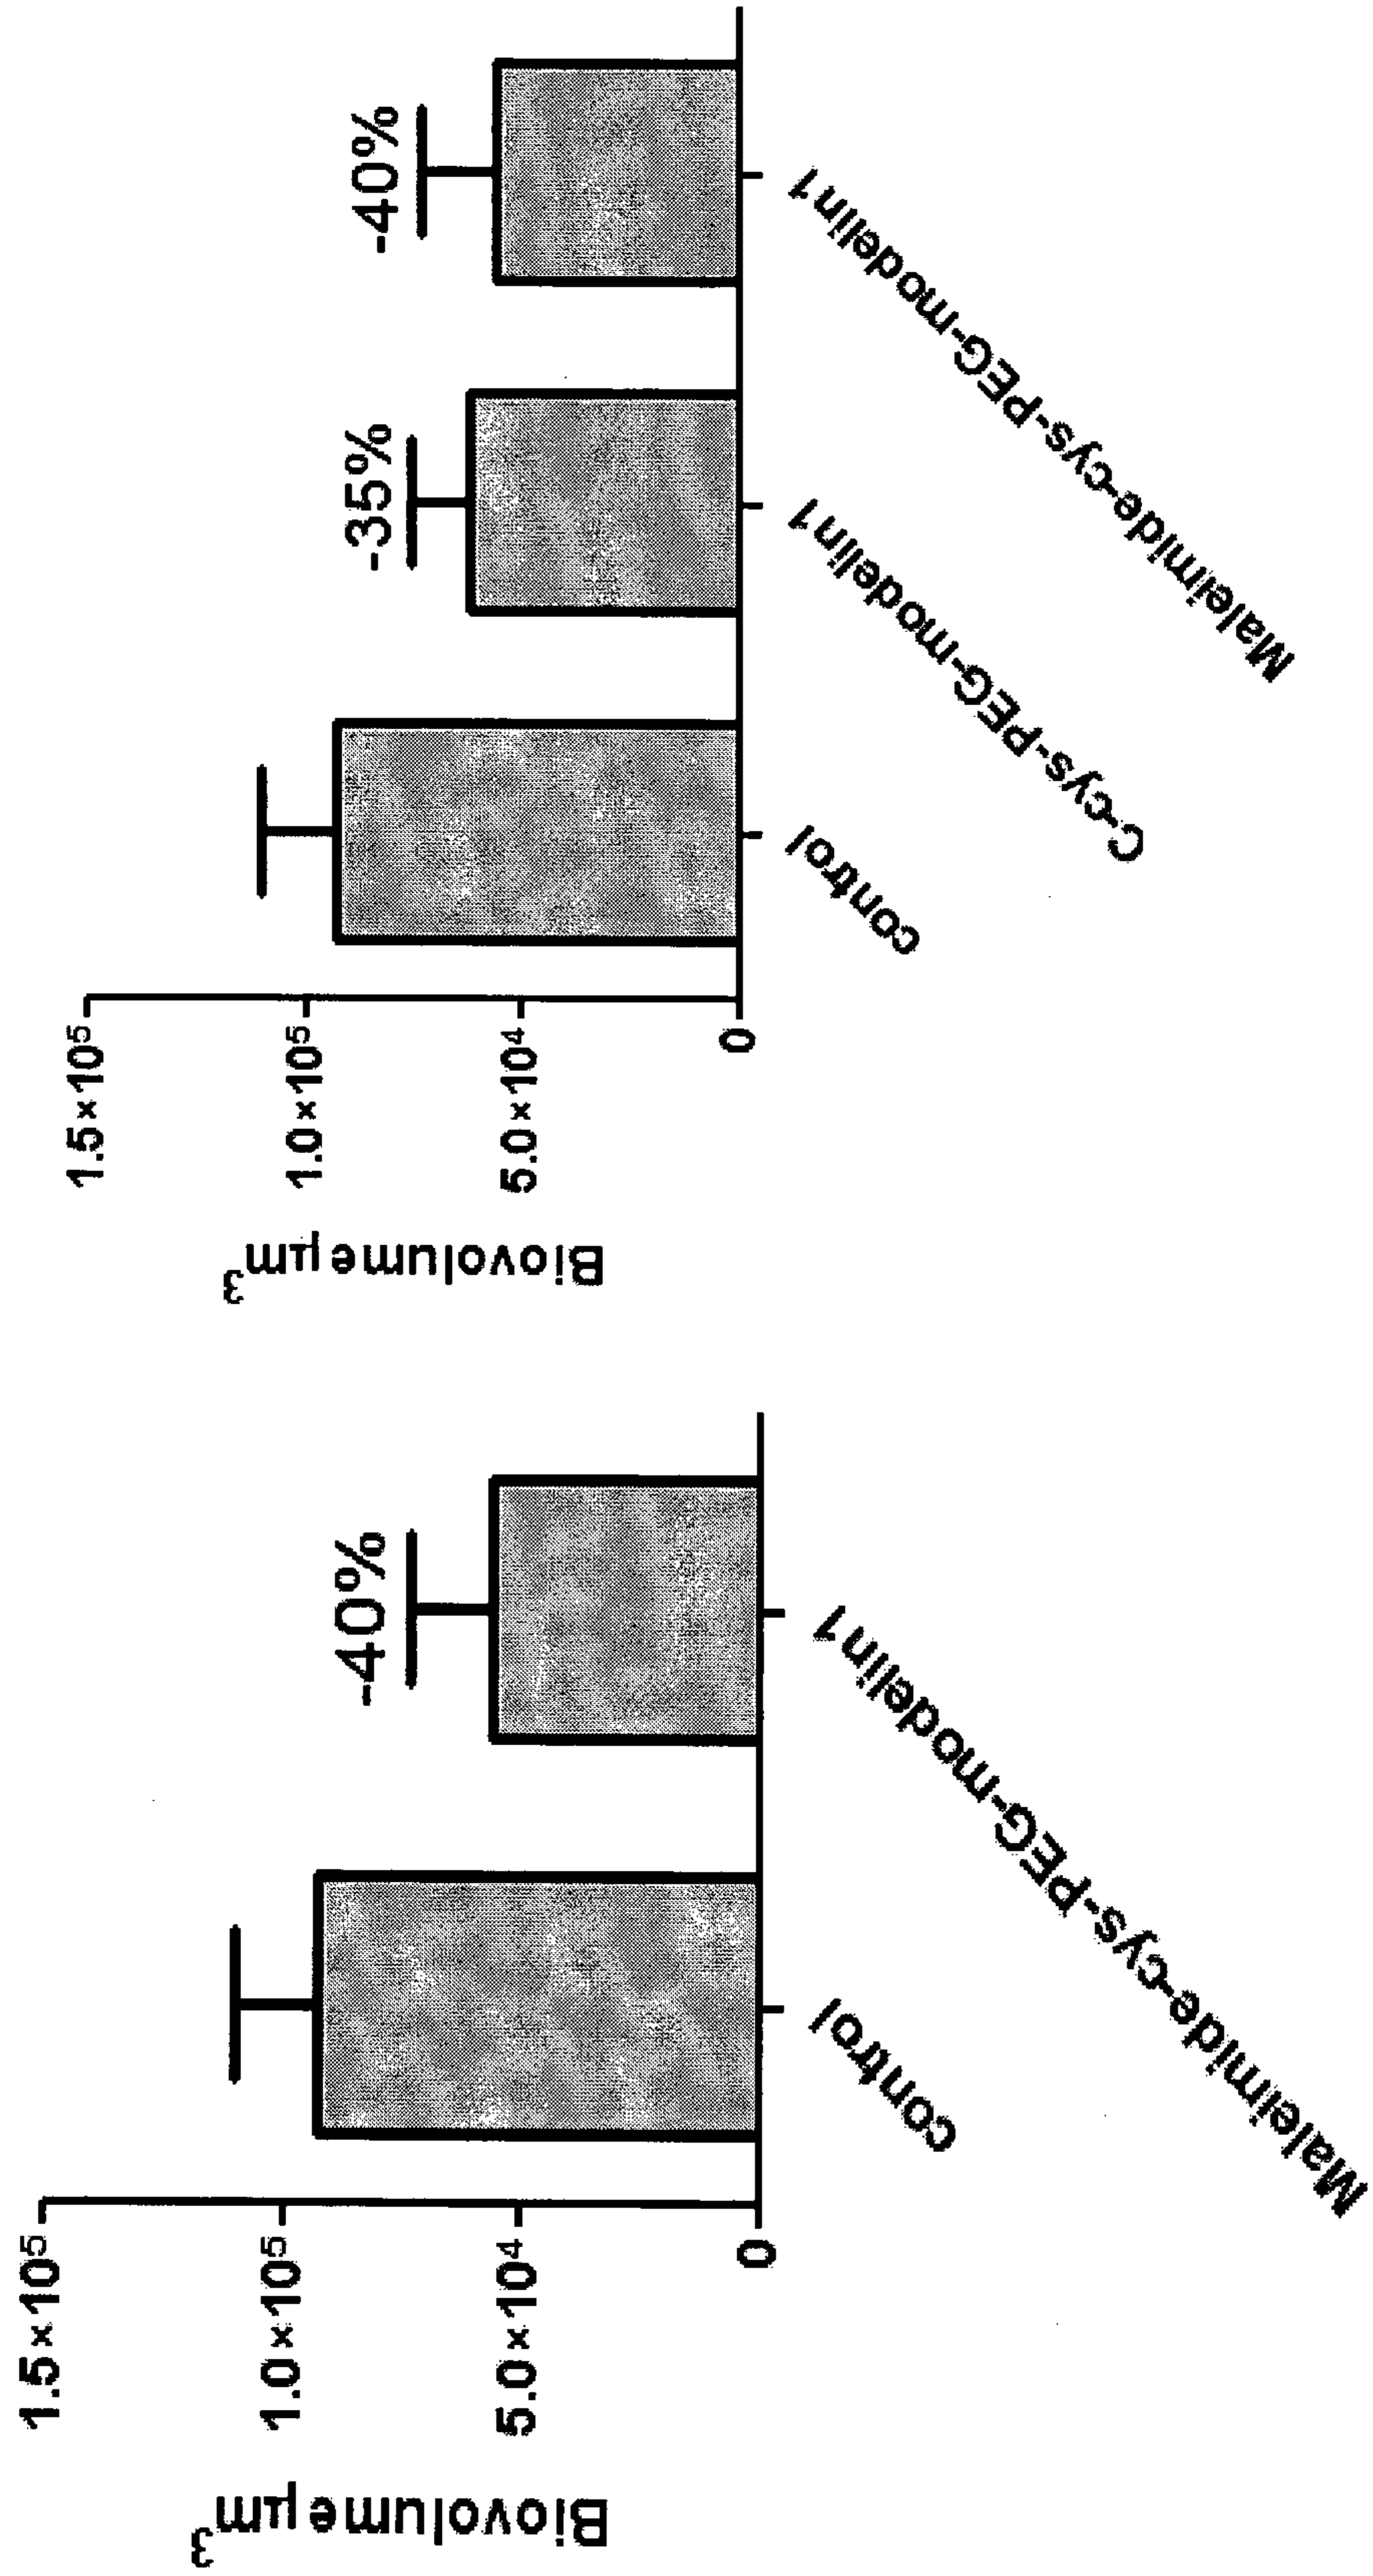 Biovolume µm³
1.5×10⁵
1.0×10⁵
5.0×10⁴
0
-40%
control
Maleimide-cys-PEG-modelin1
Biovolume µm³
1.5×10⁵
1.0×10⁵
5.0×10⁴
0
-35%
-40%
control
C-cys-PEG-modelin1
Maleimide-cys-PEG-modelin1